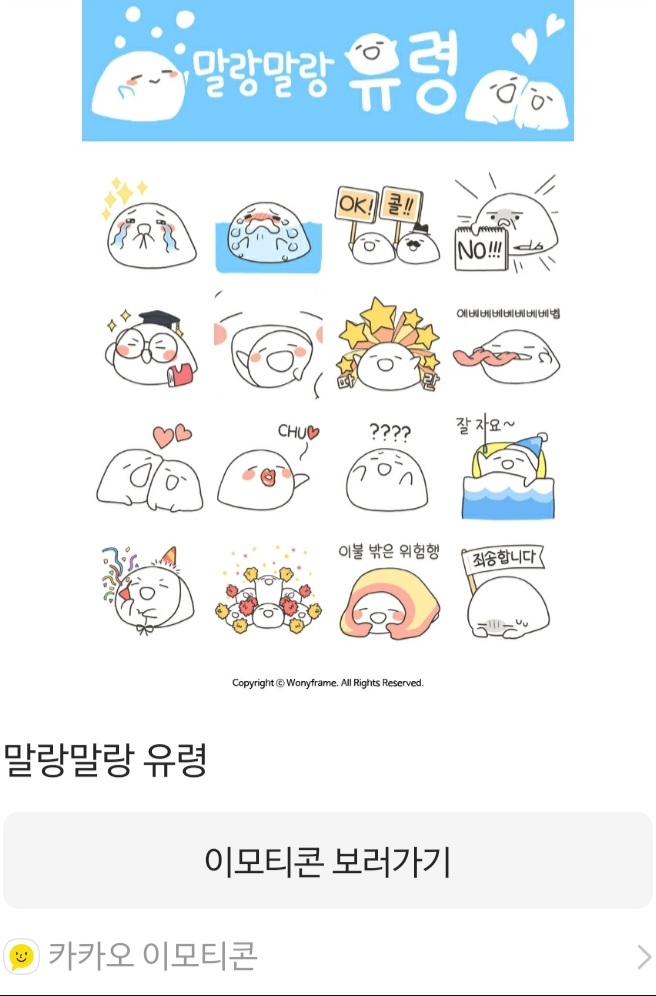 말랑말랑 유령
OK! 콜!!
NO!!!
에베베베베베베베벱
따 란
CHU
????
잘 자요~
이불 밖은 위험행
죄송합니다
Copyright ⓒ Wonyframe. All Rights Reserved.
말랑말랑 유령
이모티콘 보러가기
카카오 이모티콘